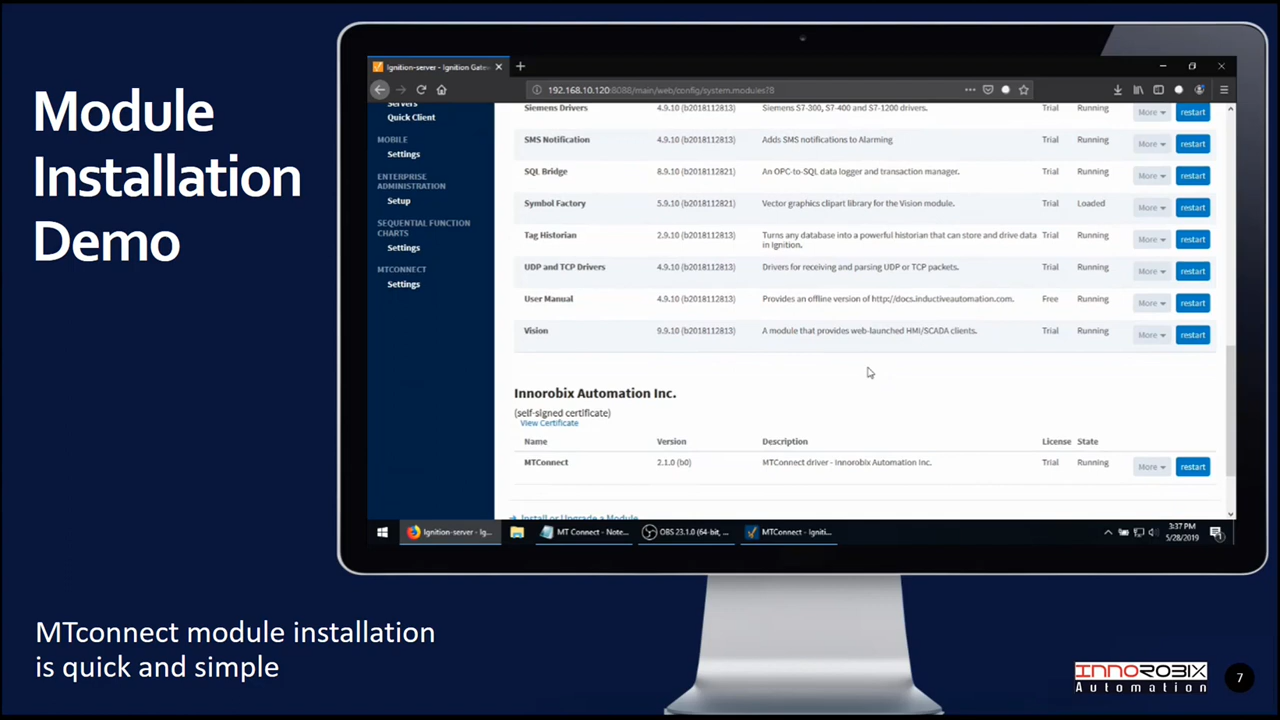 Module
Installation
Demo
Ignition-server - Ignition Gate
192.168.10.120:8088/main/web/config/system.modules?8
Servers
Quick Client
MOBILE
Settings
ENTERPRISE
ADMINISTRATION
Setup
SEQUENTIAL FUNCTION
CHARTS
Settings
MTCONNECT
Settings
Siemens Drivers 4.9.10 (b2018112813) Siemens S7-300, S7-400 and S7-1200 drivers. Trial Running More restart
SMS Notification 4.9.10 (b2018112813) Adds SMS notifications to Alarming Trial Running More restart
SQL Bridge 8.9.10 (b2018112821) An OPC-to-SQL data logger and transaction manager. Trial Running More restart
Symbol Factory 5.9.10 (b2018112821) Vector graphics clipart library for the Vision module. Trial Loaded More restart
Tag Historian 2.9.10 (b2018112813) Turns any database into a powerful historian that can store and drive data Trial Running More restart
in Ignition.
UDP and TCP Drivers 4.9.10 (b2018112813) Drivers for receiving and parsing UDP or TCP packets. Trial Running More restart
User Manual 4.9.10 (b2018112813) Provides an offline version of http://docs.inductiveautomation.com. Free Running More restart
Vision 9.9.10 (b2018112813) A module that provides web-launched HMI/SCADA clients. Trial Running More restart
Innorobix Automation Inc.
(self-signed certificate)
View Certificate
Name Version Description License State
MTConnect 2.1.0 (b0) MTConnect driver - Innorobix Automation Inc. Trial Running More restart
Install or Upgrade a Module
Ignition-server - Ig... MT Connect - Note... OBS 23.1.0 (64-bit, ... MTConnect - Igniti...
3:37 PM
5/28/2019
MTconnect module installation
is quick and simple
INNOROBIX
Automation
7